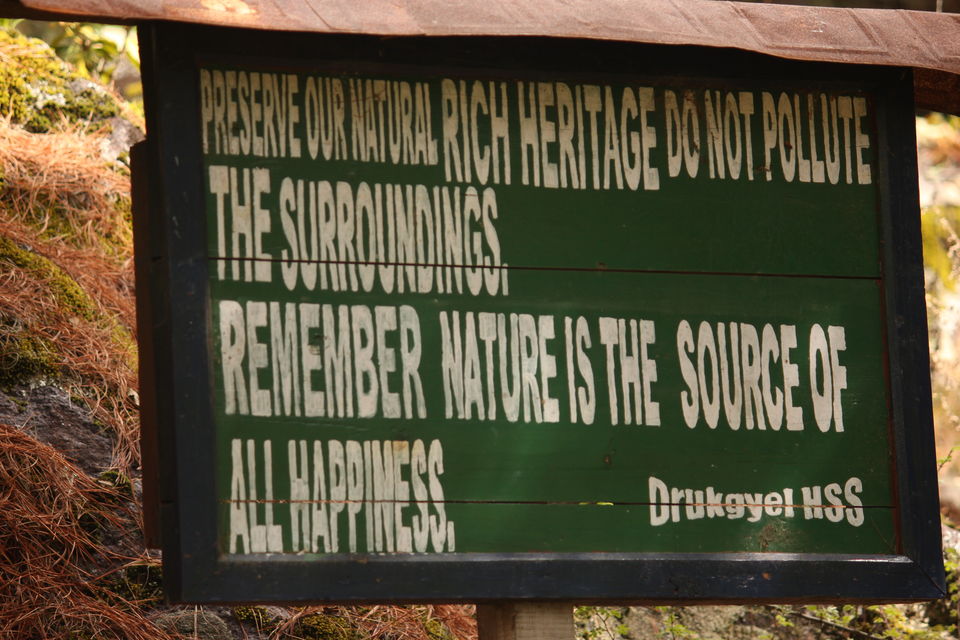 PRESERVE OUR NATURAL RICH HERITAGE DO NOT POLLUTE
THE SURROUNDINGS.
REMEMBER NATURE IS THE SOURCE OF
ALL HAPPINESS.
Drukgyel HSS